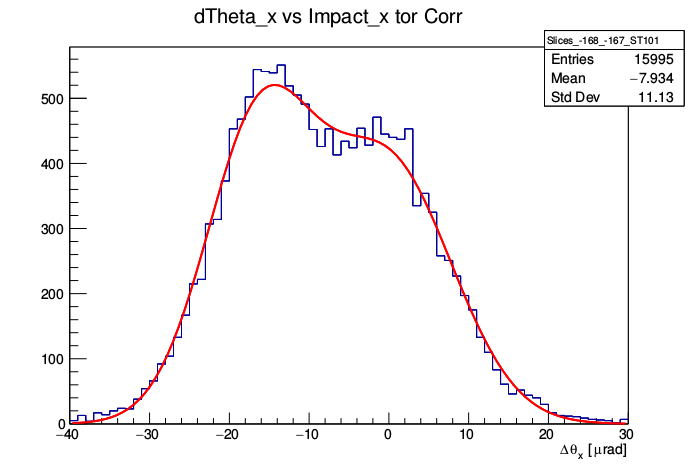 dTheta_x vs Impact_x tor Corr
Slices_-168_-167_ST101
Entries 15995
Mean −7.934
Std Dev 11.13
500
400
300
200
100
0
−40 −30 −20 −10 0 10 20 30
Δθx [μrad]